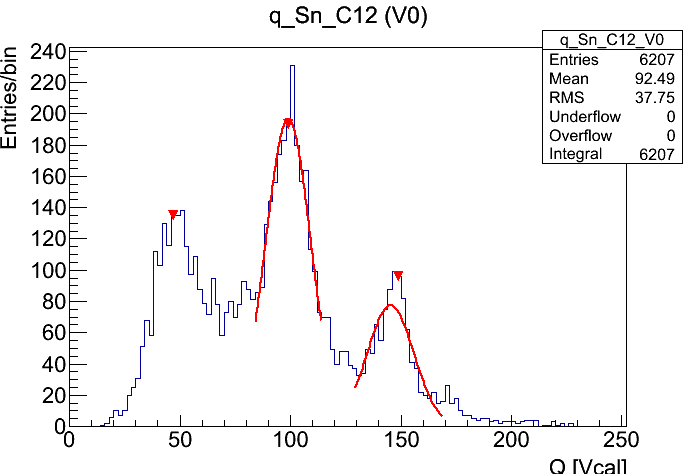 q_Sn_C12 (V0)
q_Sn_C12_V0
Entries 6207
Mean 92.49
RMS 37.75
Underflow 0
Overflow 0
Integral 6207
Entries/bin
240
220
200
180
160
140
120
100
80
60
40
20
0
0 50 100 150 200 250
Q [Vcal]